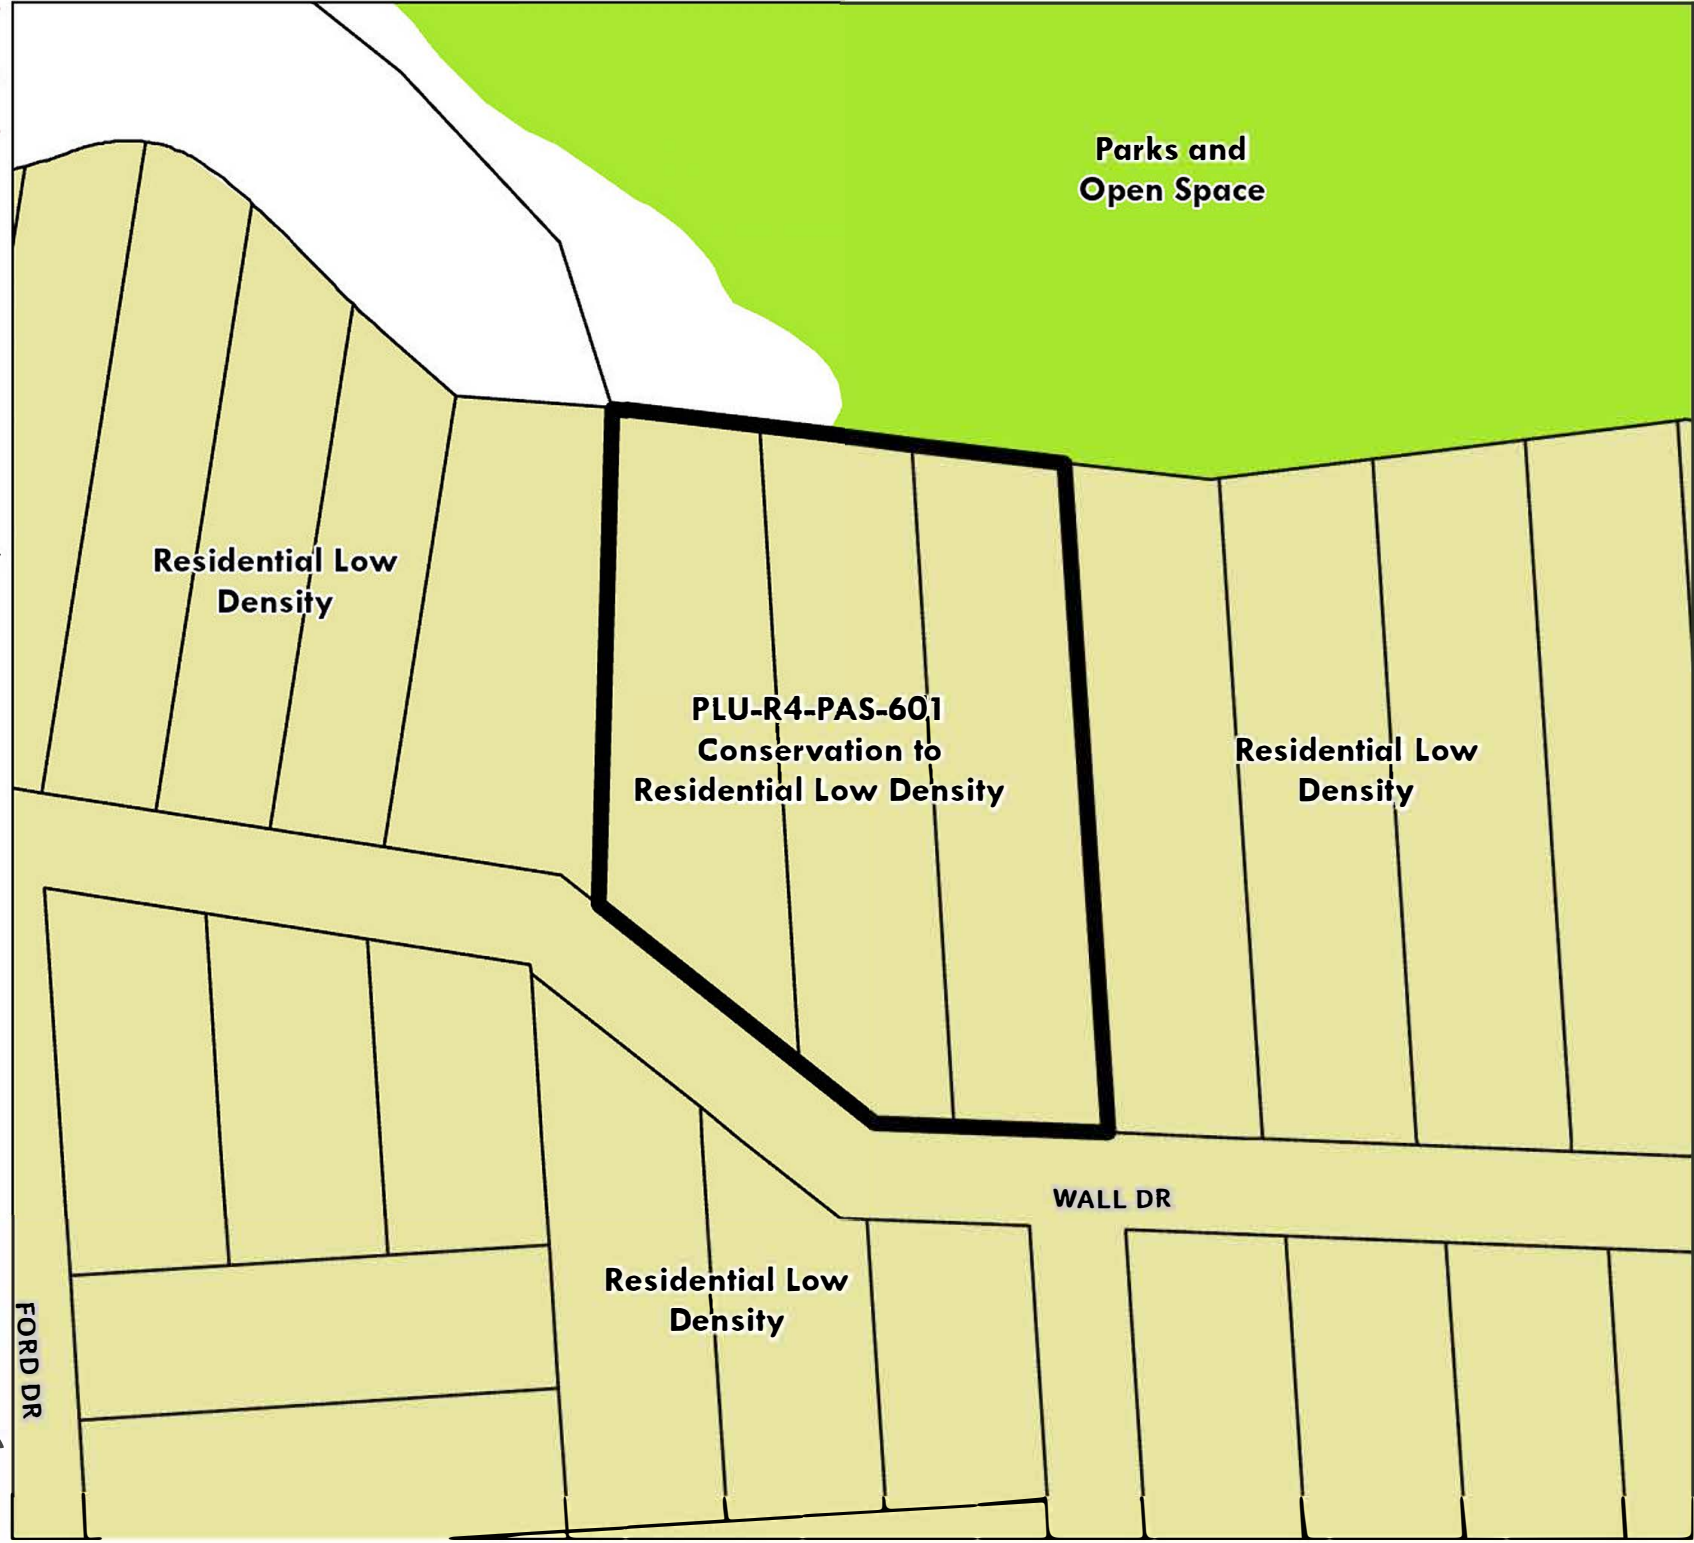 Parks and
Open Space
Residential Low
Density
PLU-R4-PAS-601
Conservation to
Residential Low Density
Residential Low
Density
WALL DR
Residential Low
Density
FORD DR